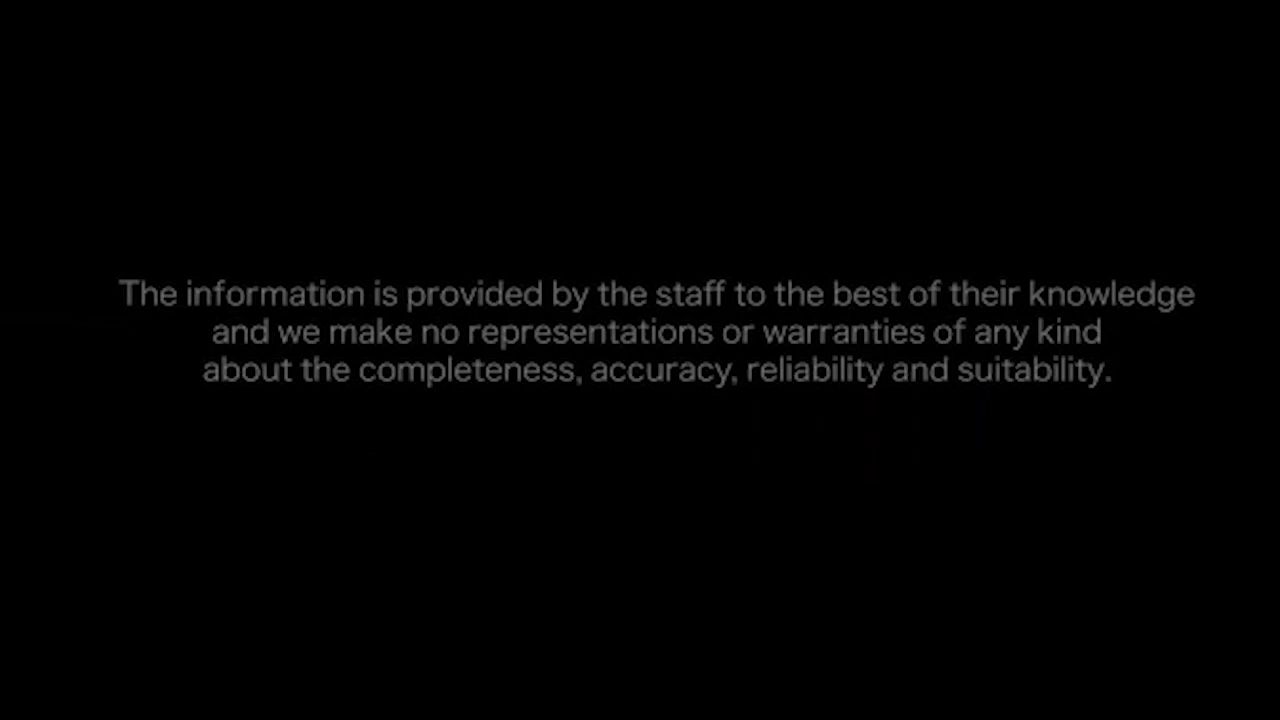 The information is provided by the staff to the best of their knowledge
and we make no representations or warranties of any kind
about the completeness, accuracy, reliability and suitability.